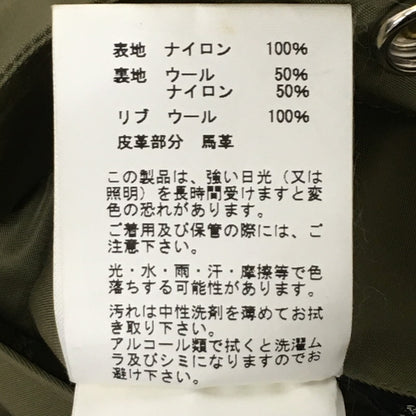 表地 ナイロン 100%
裏地 ウール 50%
ナイロン 50%
リブ ウール 100%
皮革部分 馬革
この製品は、強い日光（又は
照明）を長時間受けますと変
色の恐れがあります。
ご着用及び保管の際には、ご
注意下さい。
光・水・雨・汗・摩擦等で色
落ちする可能性があります。
汚れは中性洗剤を薄めてお拭
き取り下さい。
アルコール類で拭くと洗濯ム
ラ及びシミになりますのでお
避け下さい。